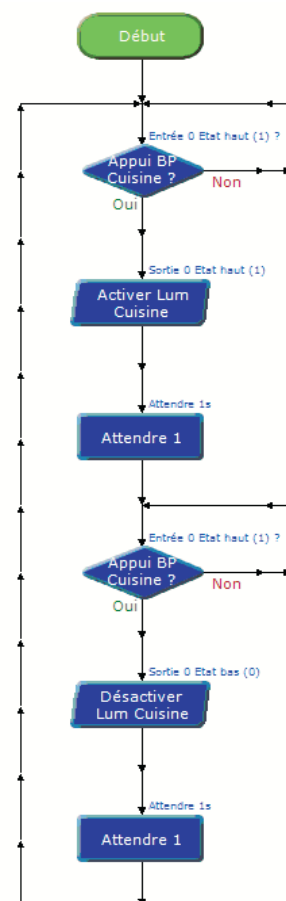 Début
Entrée 0 Etat haut (1) ?
Appui BP
Cuisine ?
Non
Oui
Sortie 0 Etat haut (1)
Activer Lum
Cuisine
Attendre 1s
Attendre 1
Entrée 0 Etat haut (1) ?
Appui BP
Cuisine ?
Non
Oui
Sortie 0 Etat bas (0)
Désactiver
Lum Cuisine
Attendre 1s
Attendre 1